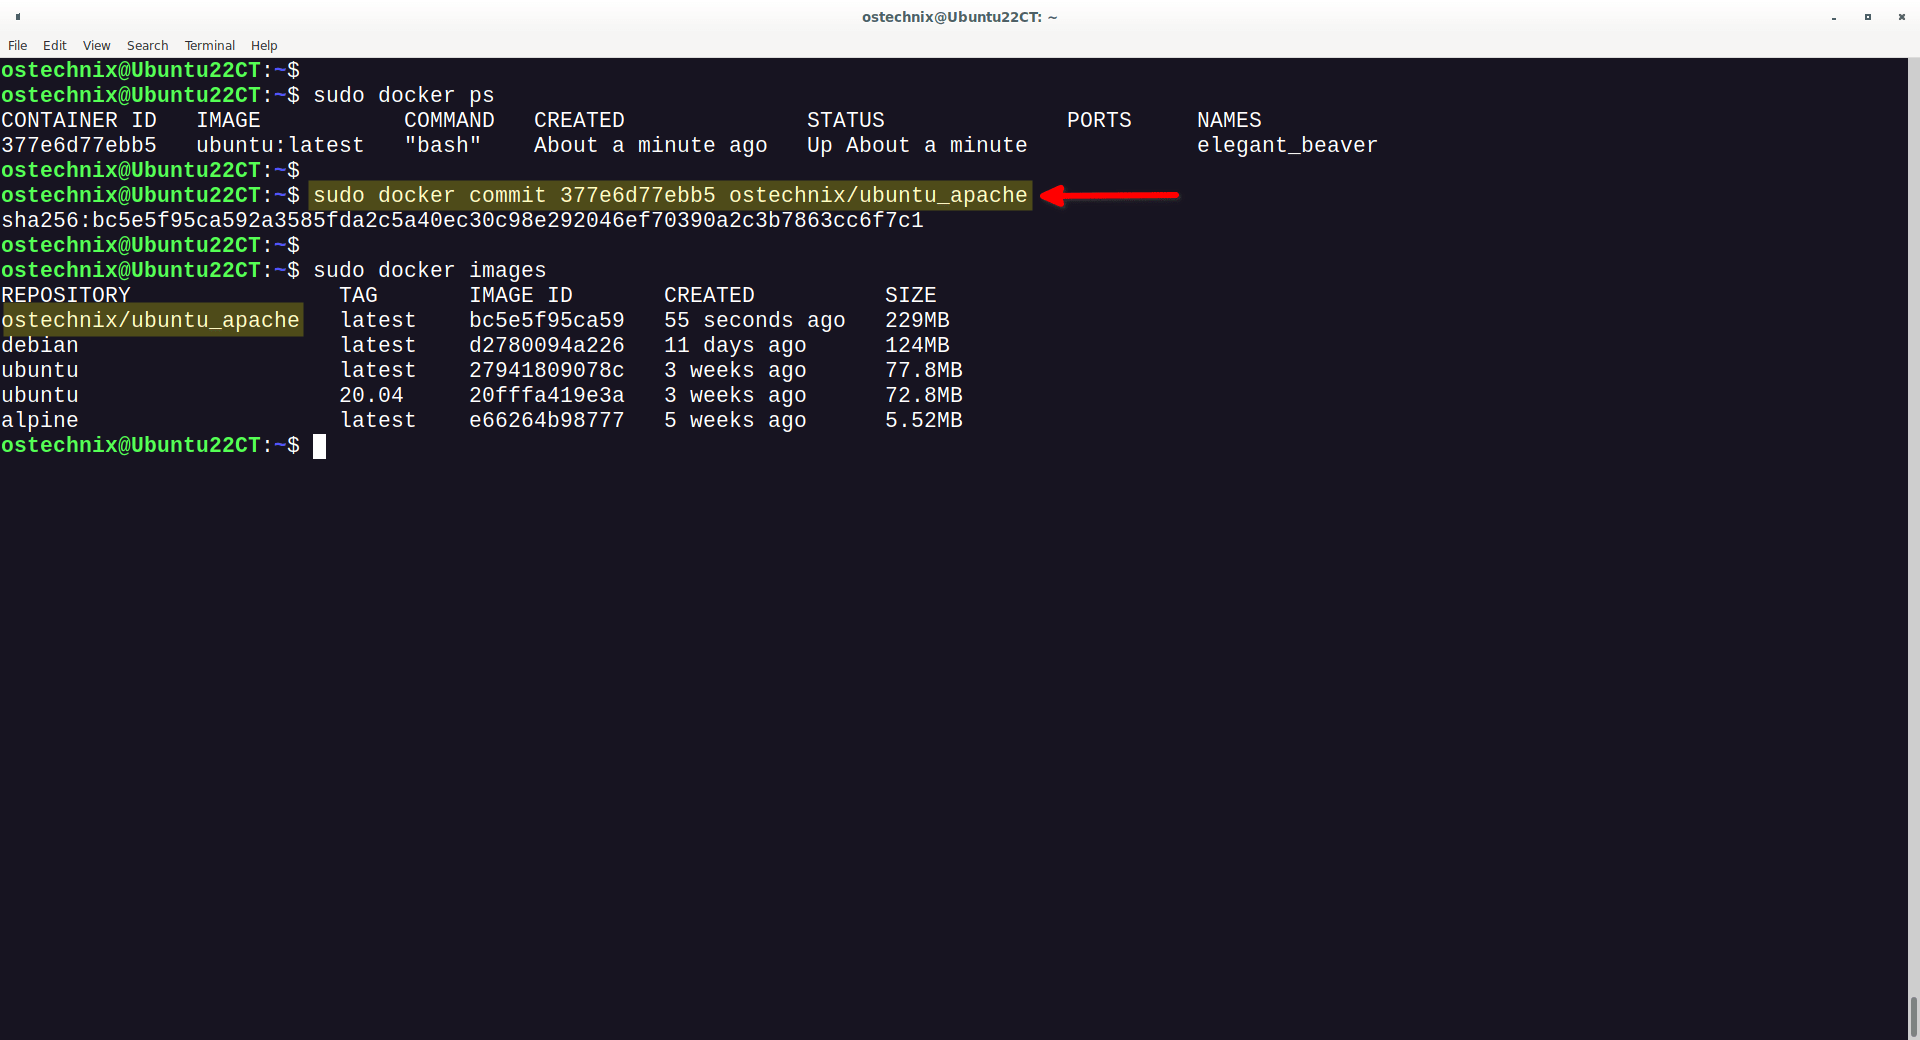 ostechnix@Ubuntu22CT: ~
File Edit View Search Terminal Help
ostechnix@Ubuntu22CT:~$
ostechnix@Ubuntu22CT:~$ sudo docker ps
CONTAINER ID   IMAGE           COMMAND   CREATED              STATUS              PORTS     NAMES
377e6d77ebb5   ubuntu:latest   "bash"    About a minute ago   Up About a minute             elegant_beaver
ostechnix@Ubuntu22CT:~$
ostechnix@Ubuntu22CT:~$ sudo docker commit 377e6d77ebb5 ostechnix/ubuntu_apache
sha256:bc5e5f95ca592a3585fda2c5a40ec30c98e292046ef70390a2c3b7863cc6f7c1
ostechnix@Ubuntu22CT:~$
ostechnix@Ubuntu22CT:~$ sudo docker images
REPOSITORY                TAG       IMAGE ID       CREATED          SIZE
ostechnix/ubuntu_apache   latest    bc5e5f95ca59   55 seconds ago   229MB
debian                    latest    d2780094a226   11 days ago      124MB
ubuntu                    latest    27941809078c   3 weeks ago      77.8MB
ubuntu                    20.04     20fffa419e3a   3 weeks ago      72.8MB
alpine                    latest    e66264b98777   5 weeks ago      5.52MB
ostechnix@Ubuntu22CT:~$